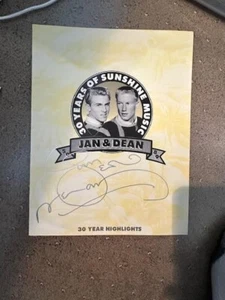 30 YEARS OF SUNSHINE MUSIC
JAN & DEAN
30 YEAR HIGHLIGHTS